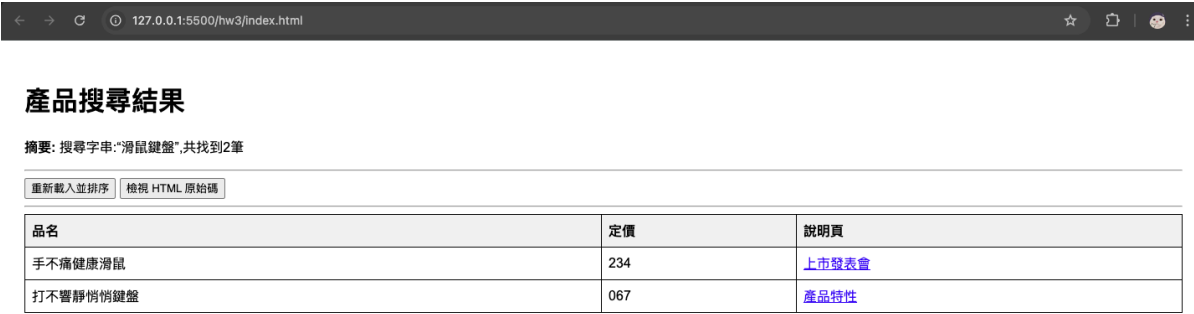 127.0.0.1:5500/hw3/index.html
產品搜尋結果
摘要: 搜尋字串:“滑鼠鍵盤”,共找到2筆
重新載入並排序 檢視 HTML 原始碼
品名 定價 說明頁
手不痛健康滑鼠 234 上市發表會
打不響靜悄悄鍵盤 067 產品特性